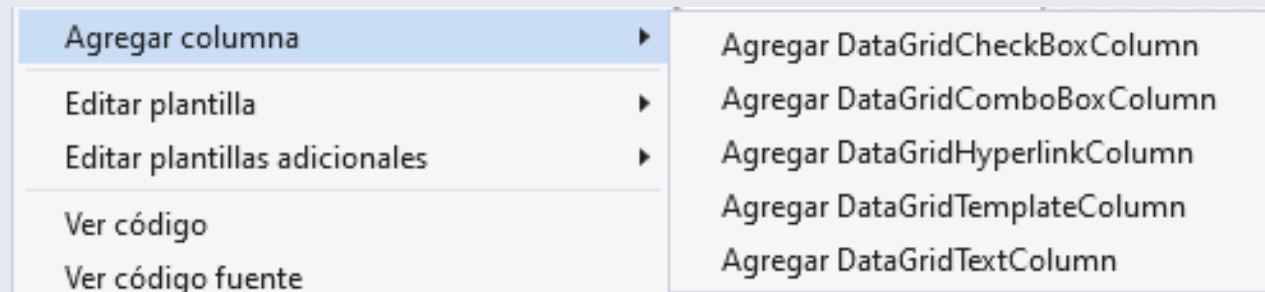 Agregar columna
Editar plantilla
Editar plantillas adicionales
Ver código
Ver código fuente
Agregar DataGridCheckBoxColumn
Agregar DataGridComboBoxColumn
Agregar DataGridHyperlinkColumn
Agregar DataGridTemplateColumn
Agregar DataGridTextColumn